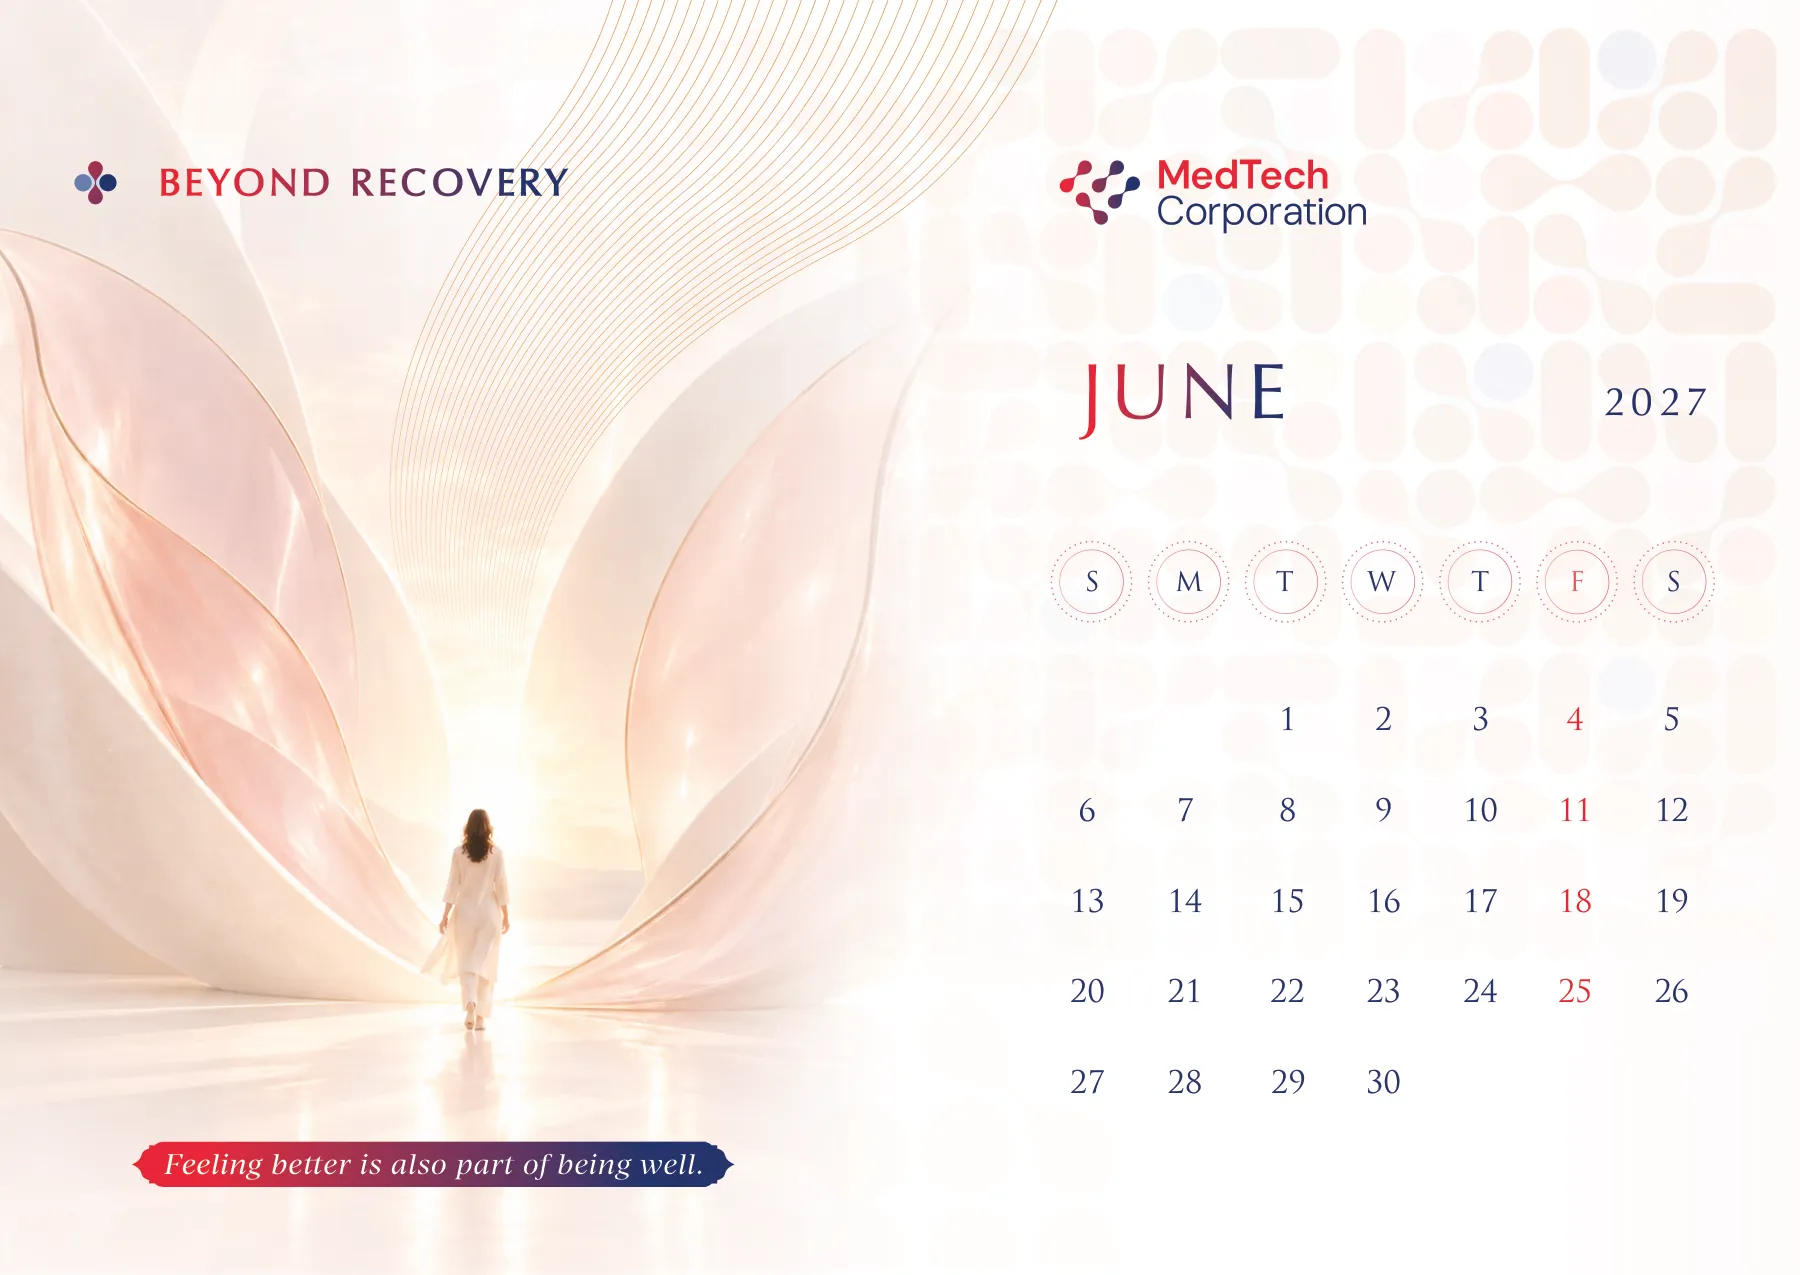 BEYOND RECOVERY
MedTech
Corporation
JUNE
2027
S M T W T F S
1 2 3 4 5
6 7 8 9 10 11 12
13 14 15 16 17 18 19
20 21 22 23 24 25 26
27 28 29 30
Feeling better is also part of being well.